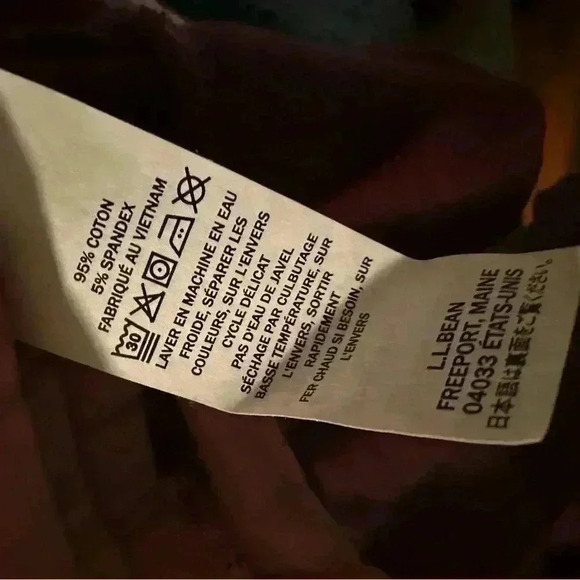 95% COTON
5% SPANDEX
FABRIQUÉ AU VIETNAM
30
LAVER EN MACHINE EN EAU
FROIDE, SÉPARER LES
COULEURS, SUR L'ENVERS
CYCLE DÉLICAT
PAS D'EAU DE JAVEL
SÉCHAGE PAR CULBUTAGE
BASSE TEMPÉRATURE, SUR
L'ENVERS, SORTIR
RAPIDEMENT
FER CHAUD SI BESOIN, SUR
L'ENVERS
L.L.BEAN
FREEPORT, MAINE
04033 ÉTATS-UNIS
日本語は裏面をご覧ください。